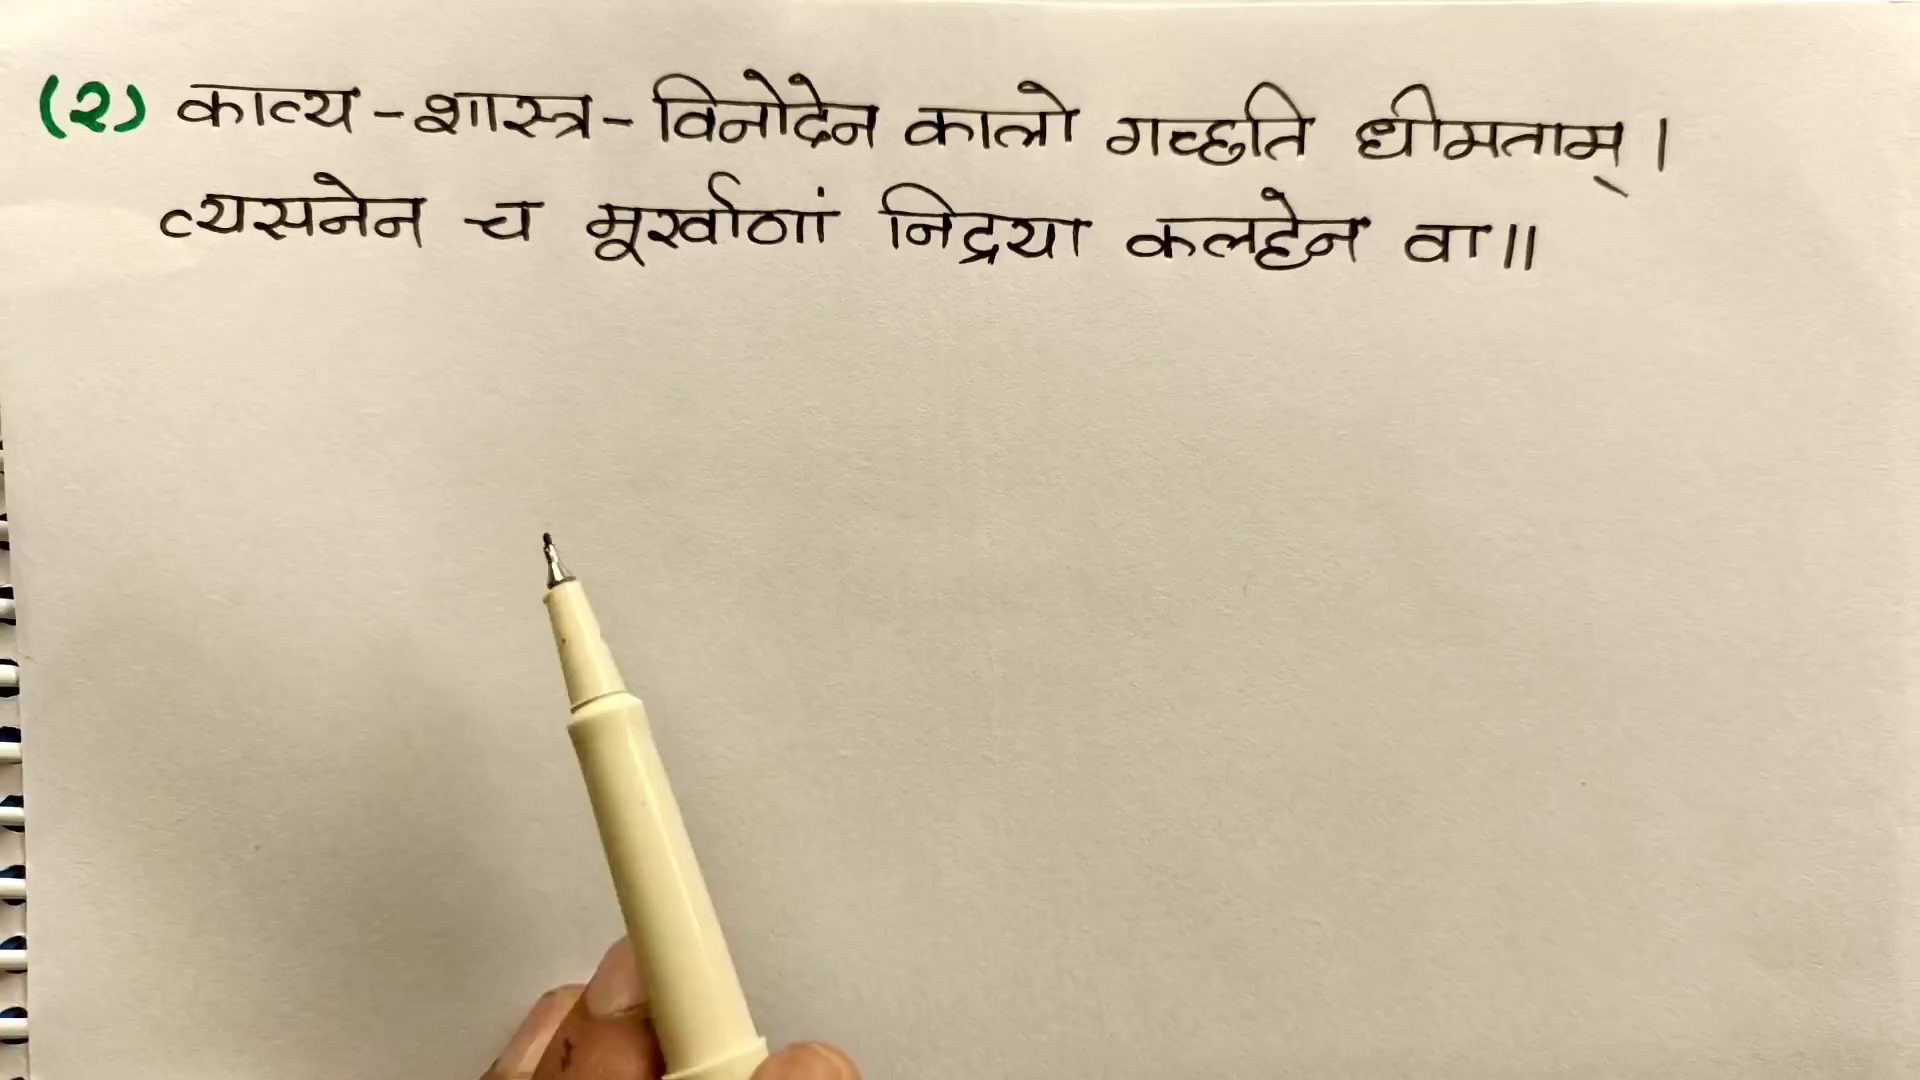 (२) काव्य - शास्त्र - विनोदेन कालो गच्छति धीमताम् ।
व्यसनेन च मूर्खाणां निद्रया कलहेन वा ॥